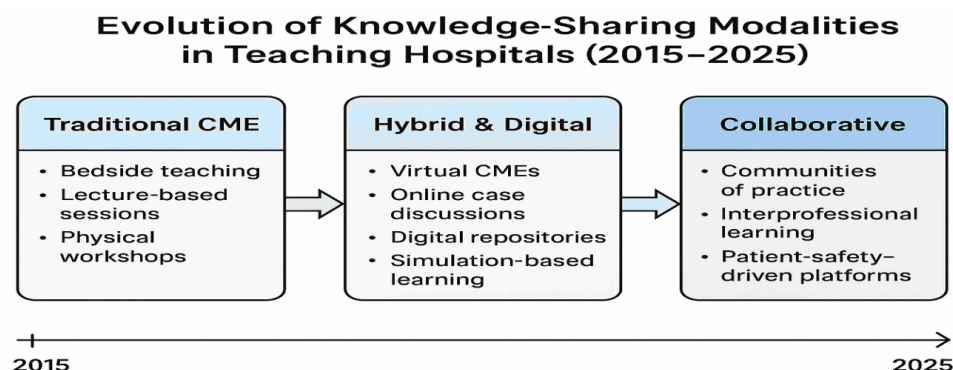 Evolution of Knowledge-Sharing Modalities
in Teaching Hospitals (2015–2025)
Traditional CME
• Bedside teaching
• Lecture-based
sessions
• Physical
workshops
Hybrid & Digital
• Virtual CMEs
• Online case
discussions
• Digital repositories
• Simulation-based
learning
Collaborative
• Communities
of practice
• Interprofessional
learning
• Patient-safety–
driven platforms
2015
2025